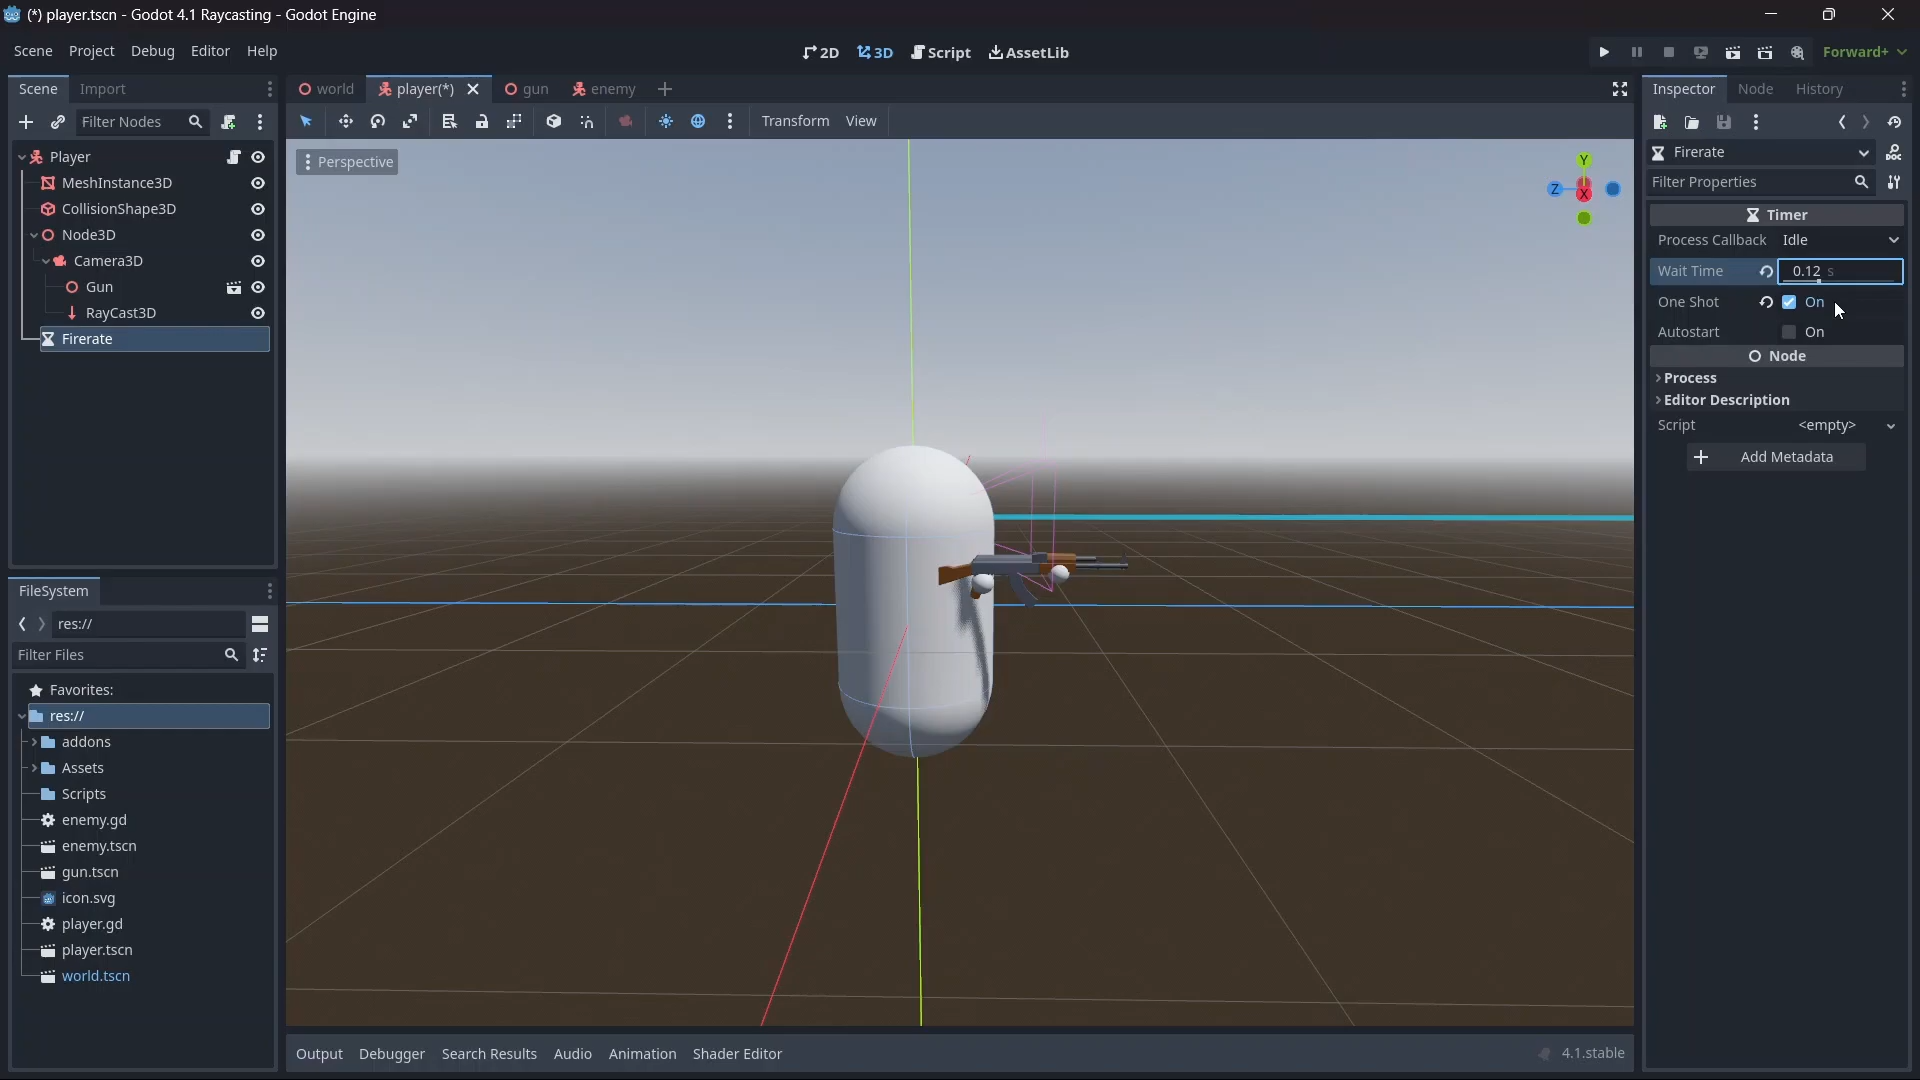 (*) player.tscn - Godot 4.1 Raycasting - Godot Engine
Scene Project Debug Editor Help
2D 3D Script AssetLib
Forward+
Scene Import
world player(*) gun enemy
Inspector Node History
Filter Nodes
Transform View
Perspective
Player
MeshInstance3D
CollisionShape3D
Node3D
Camera3D
Gun
RayCast3D
Firerate
FileSystem
res://
Filter Files
Favorites:
res://
addons
Assets
Scripts
enemy.gd
enemy.tscn
gun.tscn
icon.svg
player.gd
player.tscn
world.tscn
Y
Z
X
Output Debugger Search Results Audio Animation Shader Editor
4.1.stable
Firerate
Filter Properties
Timer
Process Callback Idle
Wait Time 0.12 s
One Shot On
Autostart On
Node
Process
Editor Description
Script <empty>
Add Metadata